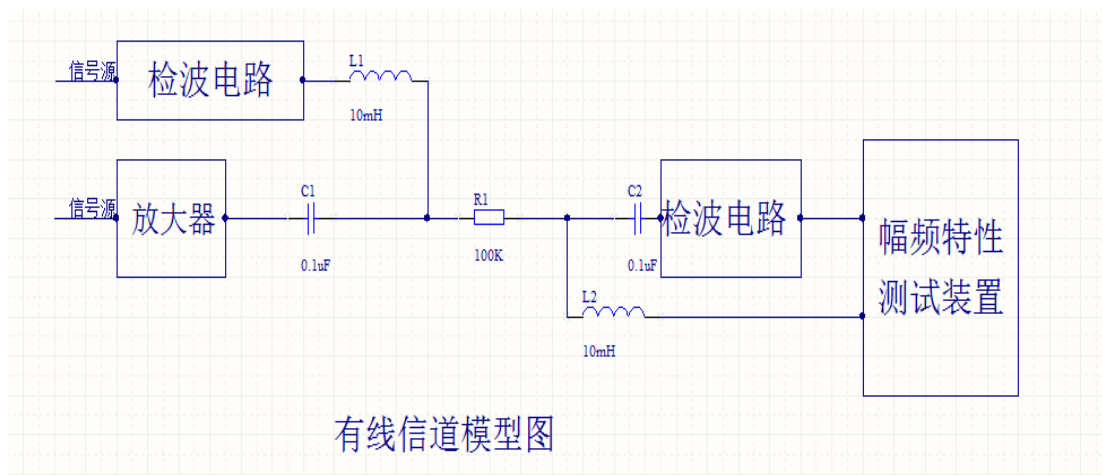 信号源
检波电路
L1
10mH
信号源
放大器
C1
0.1uF
R1
100K
C2
0.1uF
检波电路
L2
10mH
幅频特性
测试装置
有线信道模型图